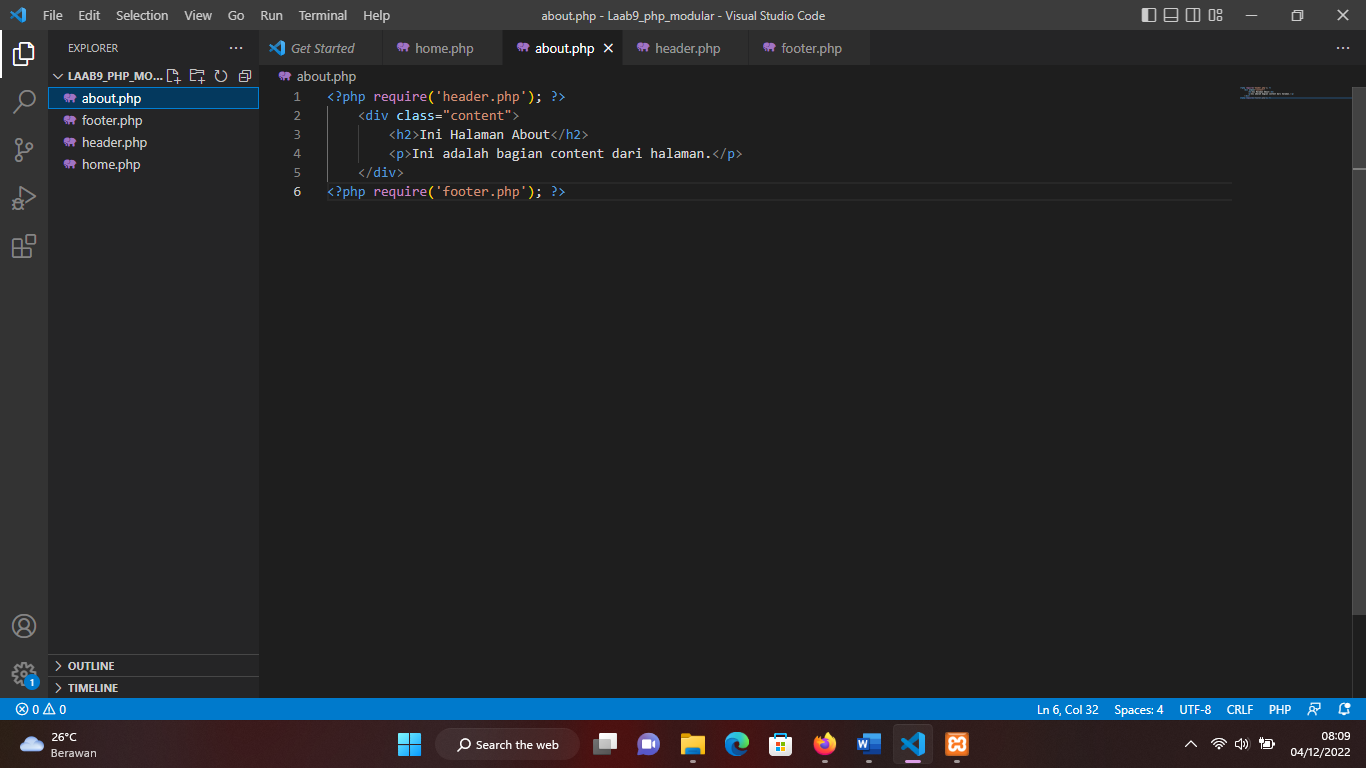 File Edit Selection View Go Run Terminal Help
about.php - Laab9_php_modular - Visual Studio Code
EXPLORER
LAAB9_PHP_MO...
about.php
footer.php
header.php
home.php
OUTLINE
TIMELINE
Get Started home.php about.php header.php footer.php
about.php
1 <?php require('header.php'); ?>
2 <div class="content">
3 <h2>Ini Halaman About</h2>
4 <p>Ini adalah bagian content dari halaman.</p>
5 </div>
6 <?php require('footer.php'); ?>
1
0 0
Ln 6, Col 32 Spaces: 4 UTF-8 CRLF PHP
26°C
Berawan
Search the web
08:09
04/12/2022